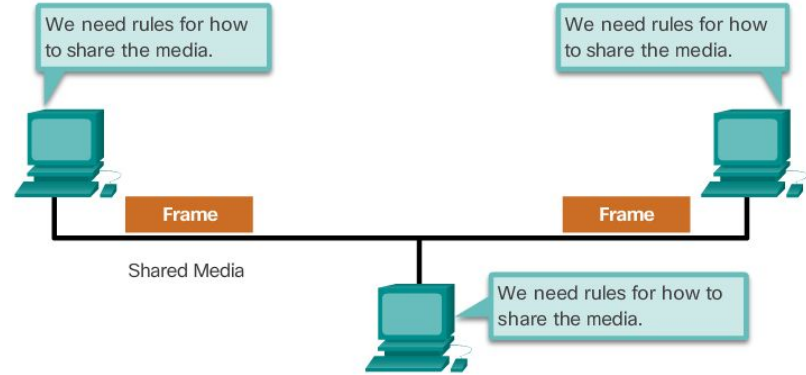 We need rules for how
to share the media.
We need rules for how
to share the media.
Frame
Frame
Shared Media
We need rules for how to
share the media.